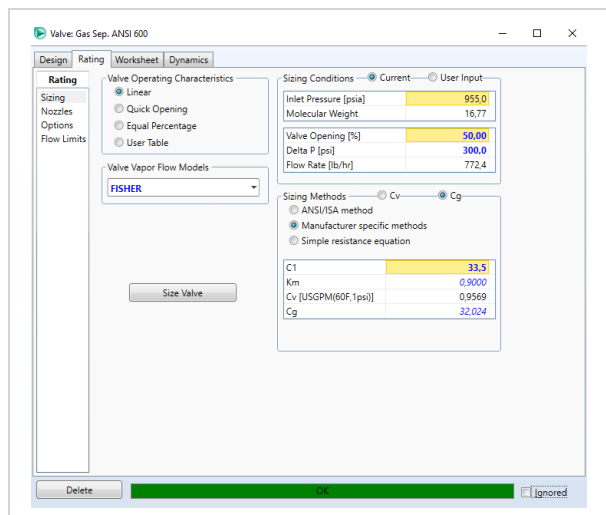 Valve: Gas Sep. ANSI 600
Design Rating Worksheet Dynamics
Rating
Sizing
Nozzles
Options
Flow Limits
Valve Operating Characteristics
Linear
Quick Opening
Equal Percentage
User Table
Valve Vapor Flow Models
FISHER
Size Valve
Sizing Conditions Current User Input
Inlet Pressure [psia] 955,0
Molecular Weight 16,77
Valve Opening [%] 50,00
Delta P [psi] 300,0
Flow Rate [lb/hr] 772,4
Sizing Methods Cv Cg
ANSI/ISA method
Manufacturer specific methods
Simple resistance equation
C1 33,5
Km 0,9000
Cv [USGPM(60F,1psi)] 0,9569
Cg 32,024
Delete OK Ignored